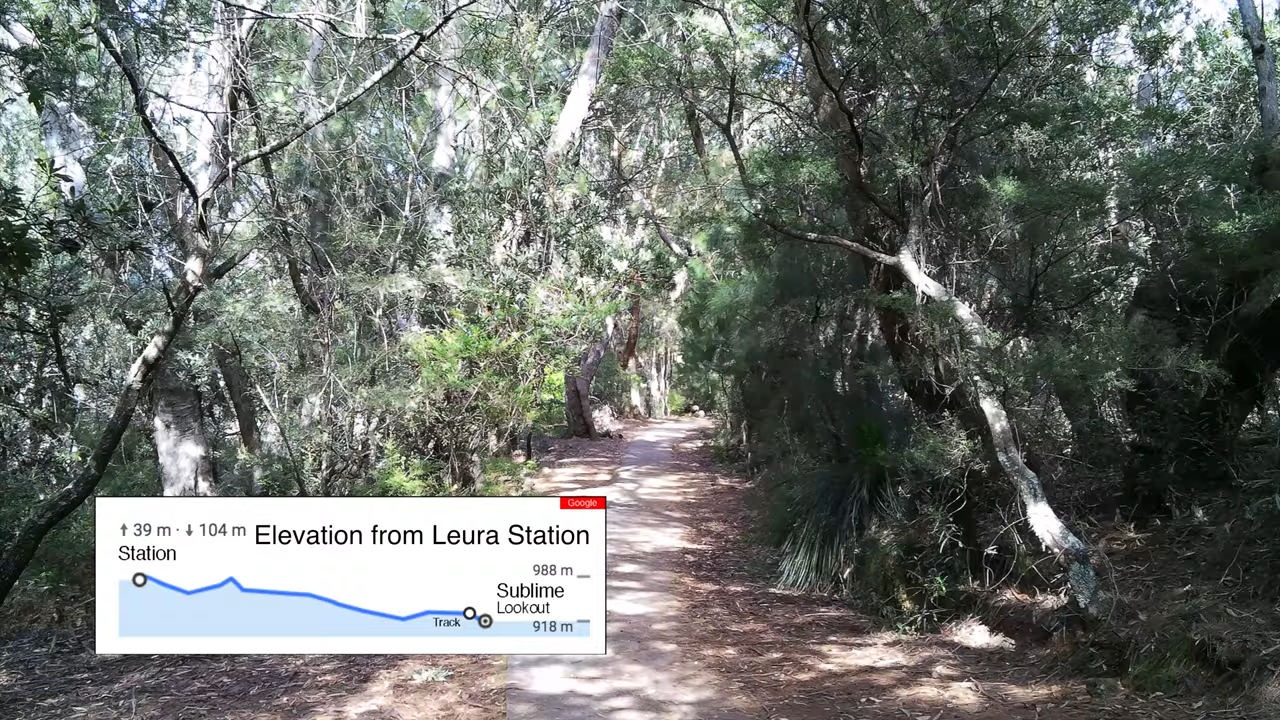 Google
↑ 39 m · ↓ 104 m Elevation from Leura Station
Station
988 m
Sublime
Lookout
Track
918 m